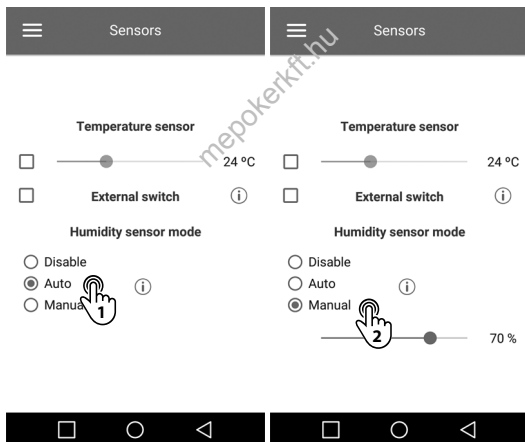 Sensors
Temperature sensor
24 ºC
External switch
i
Humidity sensor mode
Disable
Auto
i
Manua
1
Sensors
Temperature sensor
24 ºC
External switch
i
Humidity sensor mode
Disable
Auto
i
Manual
2
70 %
mepokerkft.hu